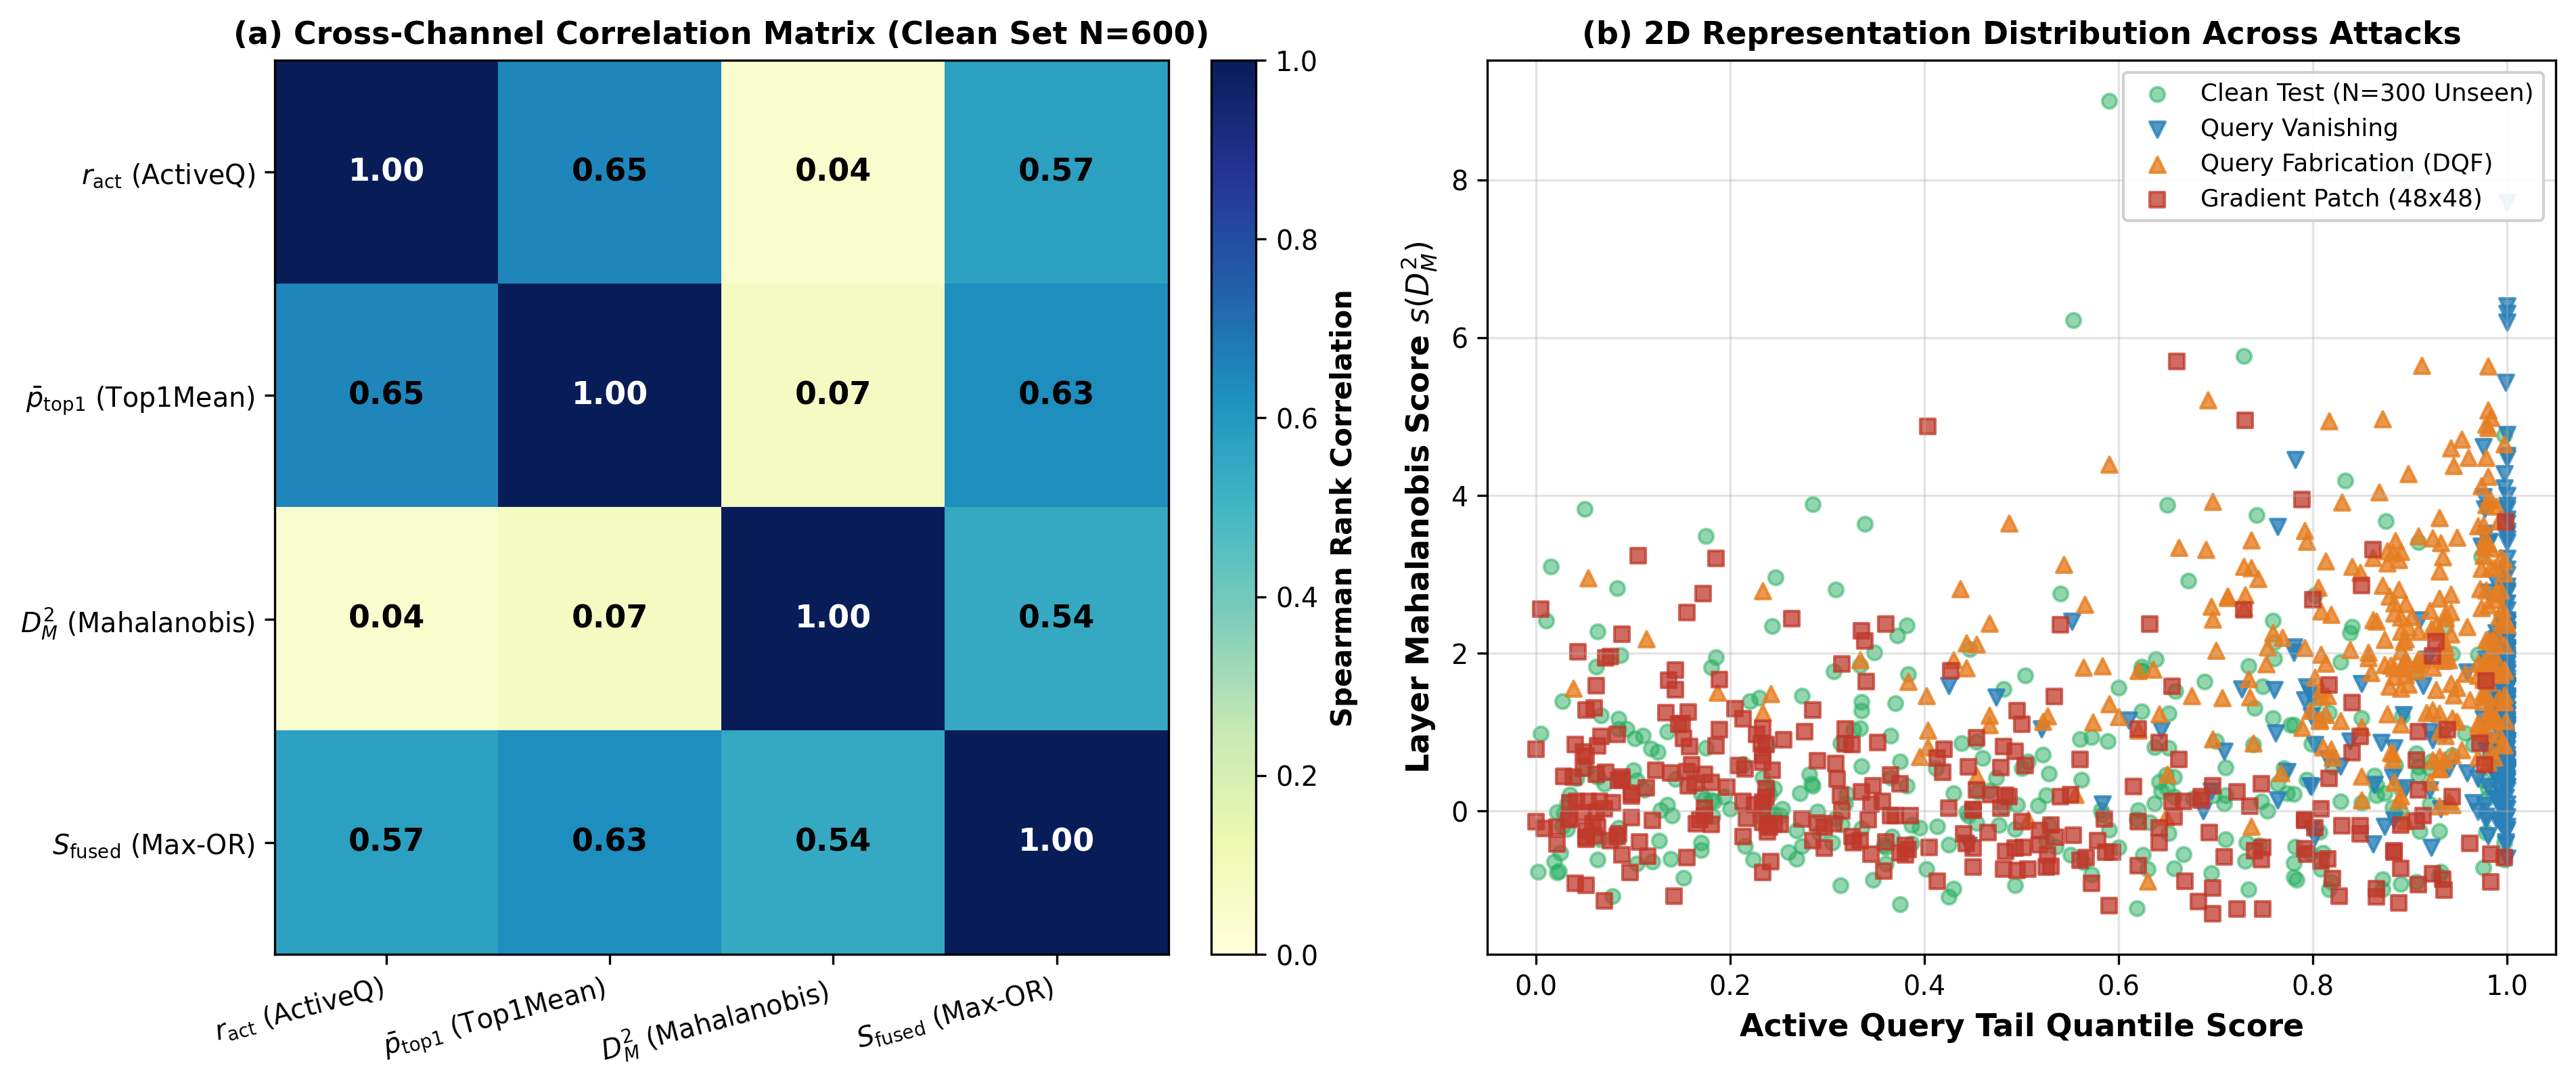 (a) Cross-Channel Correlation Matrix (Clean Set N=600)
r_act (ActiveQ)
1.00 0.65 0.04 0.57
p̄_top1 (Top1Mean)
0.65 1.00 0.07 0.63
D²_M (Mahalanobis)
0.04 0.07 1.00 0.54
S_fused (Max-OR)
0.57 0.63 0.54 1.00
r_act (ActiveQ)
p̄_top1 (Top1Mean)
D²_M (Mahalanobis)
S_fused (Max-OR)
1.0
0.8
0.6
0.4
0.2
0.0
Spearman Rank Correlation
(b) 2D Representation Distribution Across Attacks
Clean Test (N=300 Unseen)
Query Vanishing
Query Fabrication (DQF)
Gradient Patch (48x48)
Layer Mahalanobis Score s(D²_M)
8
6
4
2
0
0.0 0.2 0.4 0.6 0.8 1.0
Active Query Tail Quantile Score